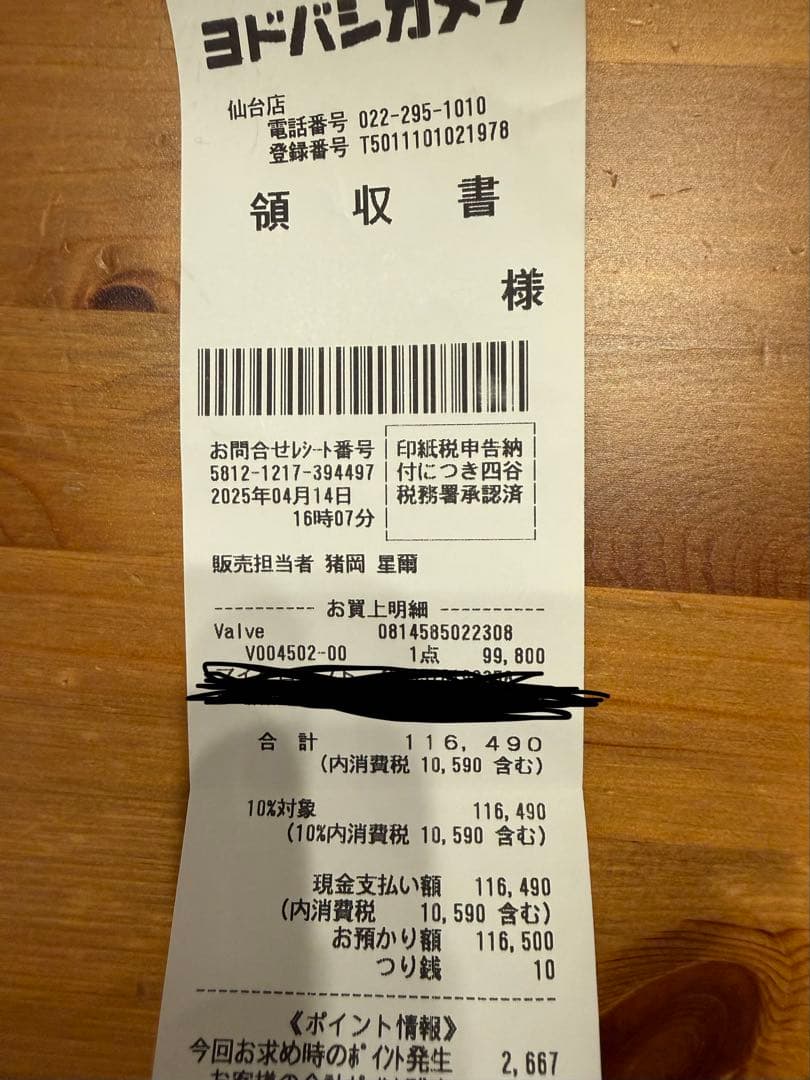 ヨドバシカメラ
仙台店
電話番号 022-295-1010
登録番号 T5011101021978
領収書
様
お問合せﾚｼｰﾄ番号
5812-1217-394497
2025年04月14日
16時07分
印紙税申告納
付につき四谷
税務署承認済
販売担当者 猪岡 星爾
---------- お買上明細 ----------
Valve 0814585022308
V004502-00 1点 99,800
合 計 116,490
(内消費税 10,590 含む)
10%対象 116,490
(10%内消費税 10,590 含む)
現金支払い額 116,490
(内消費税 10,590 含む)
お預かり額 116,500
つり銭 10
《ポイント情報》
今回お求め時のﾎﾟｲﾝﾄ発生 2,667